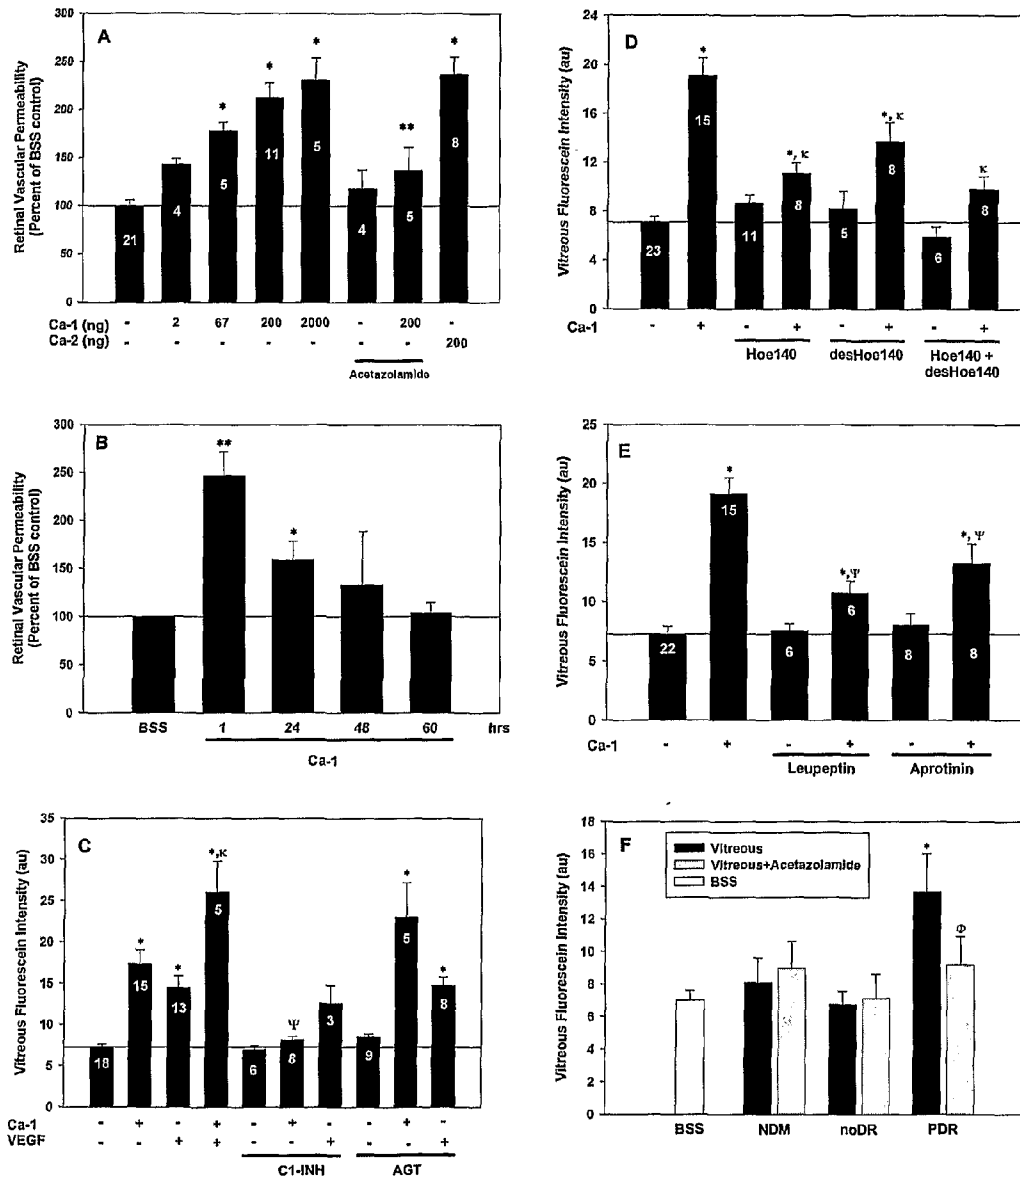 A
Retinal Vascular Permeability
(Percent of BSS control)
300
250
200
150
100
50
0
* * * ** *
21 4 5 11 5 4 5 8
Ca-1 (ng) - 2 67 200 2000 - 200 -
Ca-2 (ng) - - - - - - - 200
Acetazolamide
B
Retinal Vascular Permeability
(Percent of BSS control)
300
250
200
150
100
50
0
** *
BSS 1 24 48 60 hrs
Ca-1
C
Vitreous Fluorescein Intensity (au)
35
30
25
20
15
10
5
0
* * *,κ Ψ * *
18 15 13 5 6 8 3 9 5 8
Ca-1 - + - + - + - - + -
VEGF - - + + - - + - - +
C1-INH AGT
D
Vitreous Fluorescein Intensity (au)
24
20
16
12
8
4
0
* *, κ *, κ κ
23 15 11 8 5 8 6 8
Ca-1 - + - + - + - +
Hoe140 desHoe140 Hoe140 +
desHoe140
E
Vitreous Fluorescein Intensity (au)
25
20
15
10
5
0
* *,Ψ *, Ψ
22 15 6 6 8 8
Ca-1 - + - + - +
Leupeptin Aprotinin
F
Vitreous Fluorescein Intensity (au)
18
16
14
12
10
8
6
4
2
0
Vitreous
Vitreous+Acetazolamide
BSS
* Φ
BSS NDM noDR PDR